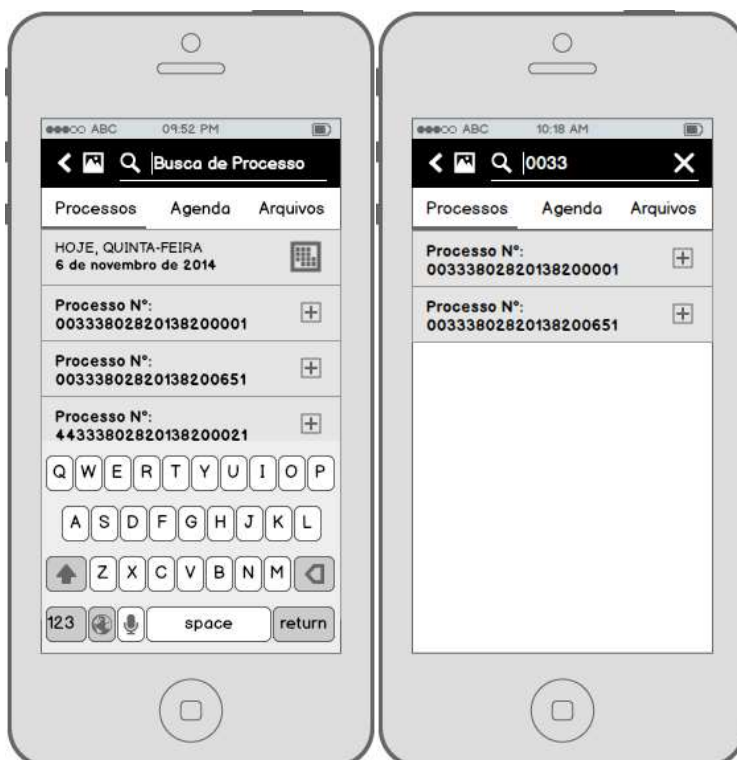 ABC 09:52 PM
Busca de Processo
Processos Agenda Arquivos
HOJE, QUINTA-FEIRA
6 de novembro de 2014
Processo Nº:
00333802820138200001
Processo Nº:
00333802820138200651
Processo Nº:
44333802820138200021
Q W E R T Y U I O P
A S D F G H J K L
Z X C V B N M
123 space return
ABC 10:18 AM
0033
Processos Agenda Arquivos
Processo Nº:
00333802820138200001
Processo Nº:
00333802820138200651